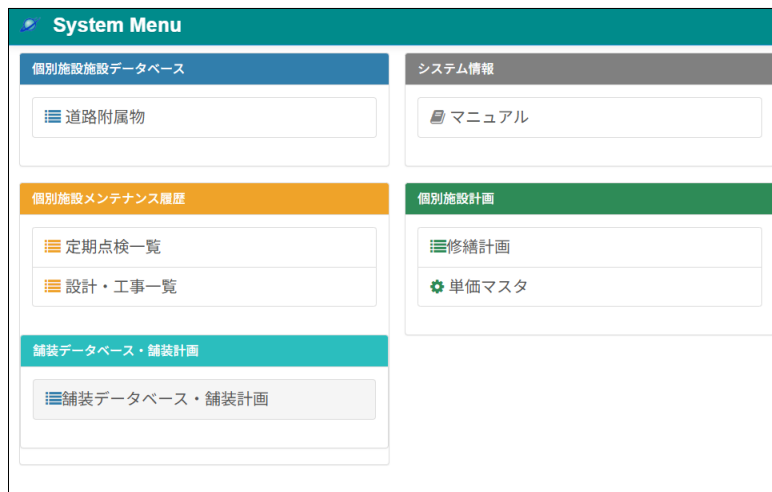 System Menu
個別施設施設データベース
道路附属物
システム情報
マニュアル
個別施設メンテナンス履歴
定期点検一覧
設計・工事一覧
個別施設計画
修繕計画
単価マスタ
舗装データベース・舗装計画
舗装データベース・舗装計画